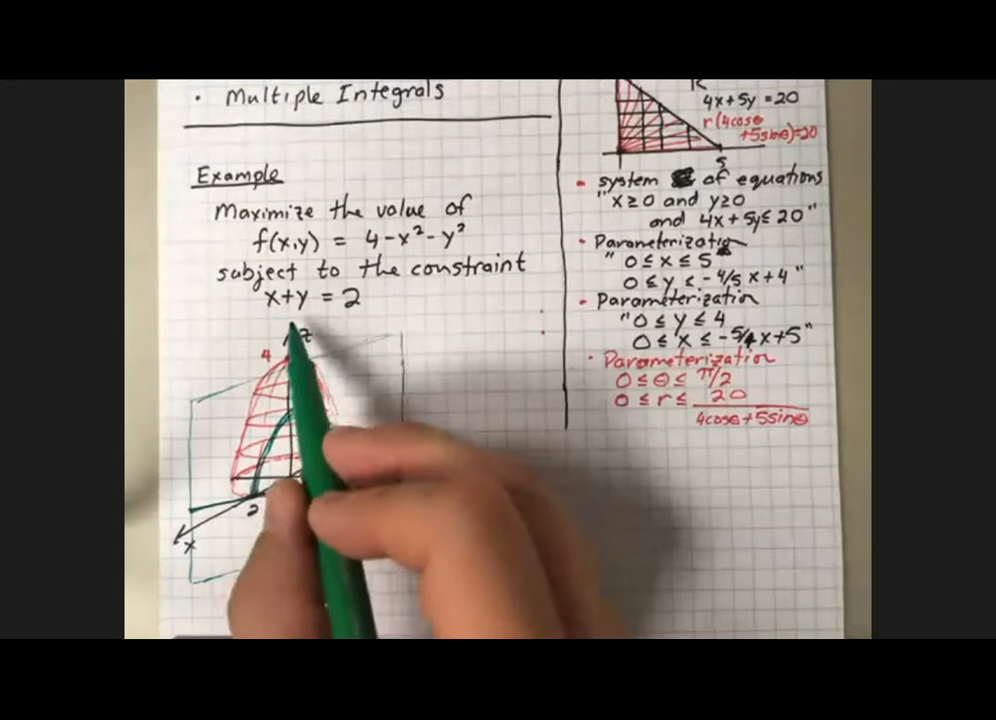 · Multiple Integrals
Example
Maximize the value of
f(x,y) = 4-x²-y²
subject to the constraint
x+y = 2
z
4
2
x
R
4x+5y = 20
r(4cosθ
+5sinθ)=20
5
• system of equations
"x≥0 and y≥0
and 4x+5y≤20"
• Parameterization
"0≤x≤5
0≤y≤-4/5x+4"
• Parameterization
"0≤y≤4
0≤x≤-5/4x+5"
• Parameterization
0≤θ≤π/2
0≤r≤ 20
4cosθ+5sinθ